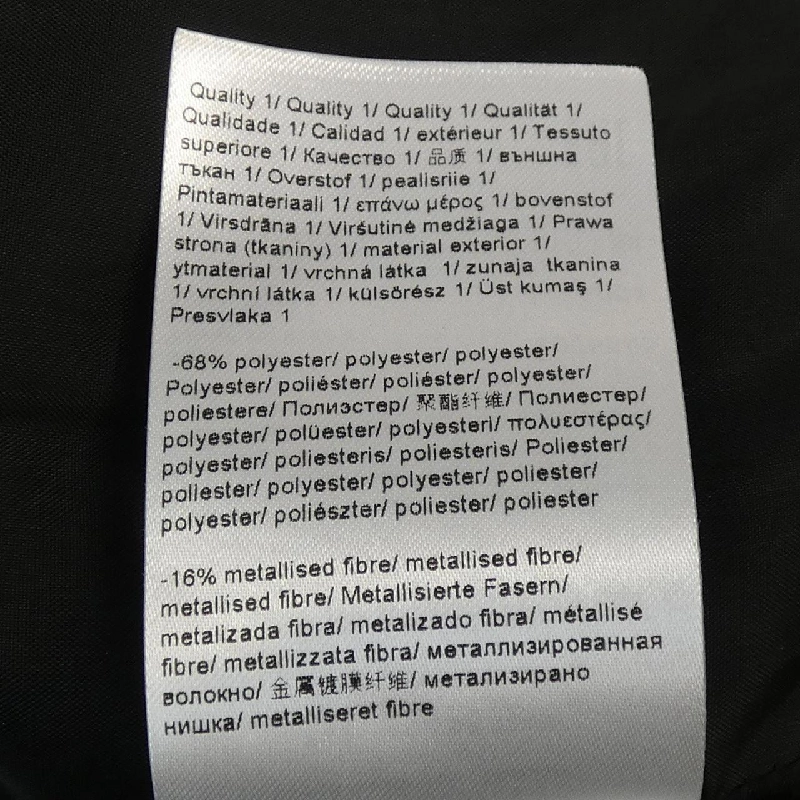 Quality 1/ Quality 1/ Quality 1/ Qualität 1/
Qualidade 1/ Calidad 1/ extérieur 1/ Tessuto
superiore 1/ Качество 1/ 品质 1/ външна
тъкан 1/ Overstof 1/ pealisriie 1/
Pintamateriaali 1/ επάνω μέρος 1/ bovenstof
1/ Virsdrāna 1/ Viršutinė medžiaga 1/ Prawa
strona (tkaniny) 1/ material exterior 1/
ytmaterial 1/ vrchná látka 1/ zunaja tkanina
1/ vrchní látka 1/ külsőrész 1/ Üst kumaş 1/
Presvlaka 1
-68% polyester/ polyester/ polyester/
Polyester/ poliéster/ poliéster/ polyester/
poliestere/ Полиэстер/ 聚酯纤维/ Полиестер/
polyester/ polüester/ polyesteri/ πολυεστέρας/
polyester/ poliesteris/ poliesteris/ Poliester/
poliester/ polyester/ polyester/ poliester/
polyester/ poliészter/ poliester/ poliester
-16% metallised fibre/ metallised fibre/
metallised fibre/ Metallisierte Fasern/
metalizada fibra/ metalizado fibra/ métallisé
fibre/ metallizzata fibra/ металлизированная
волокно/ 金属镀膜纤维/ метализирано
нишка/ metalliseret fibre